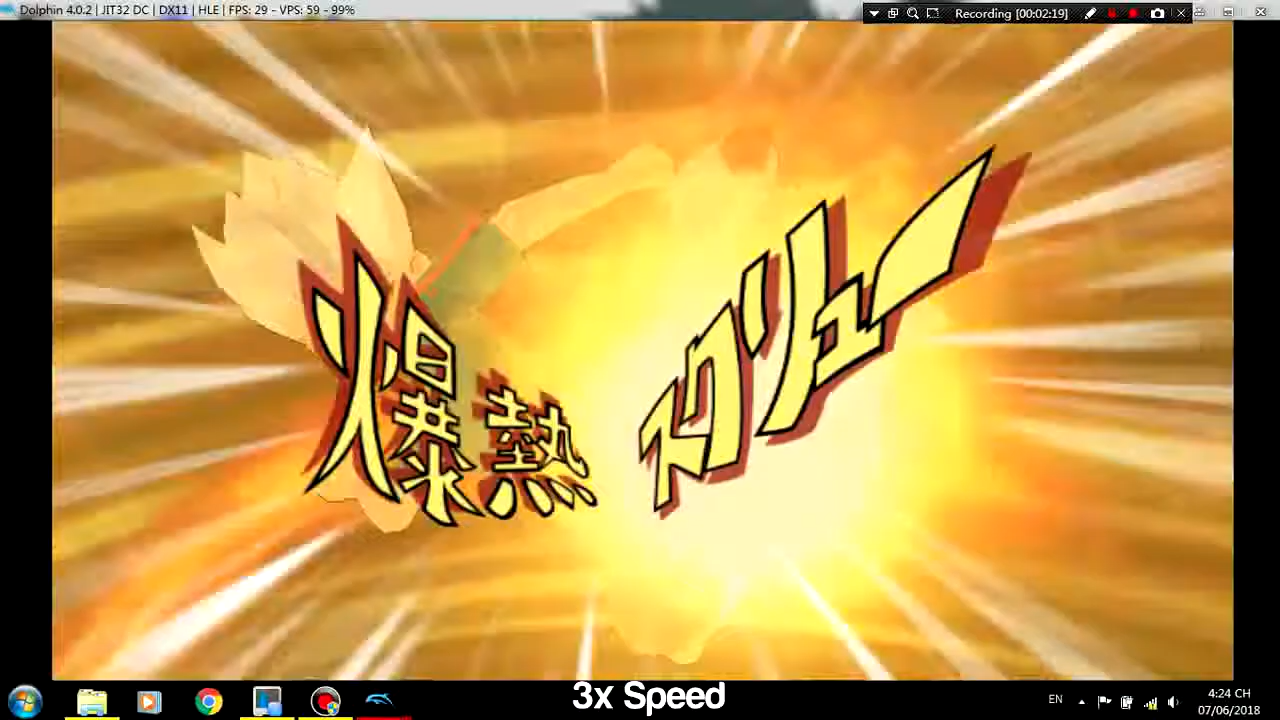 Dolphin 4.0.2 | JIT32 DC | DX11 | HLE | FPS: 29 - VPS: 59 - 99%
Recording [00:02:19]
爆熱スクリュー
3x Speed
EN
4:24 CH
07/06/2018